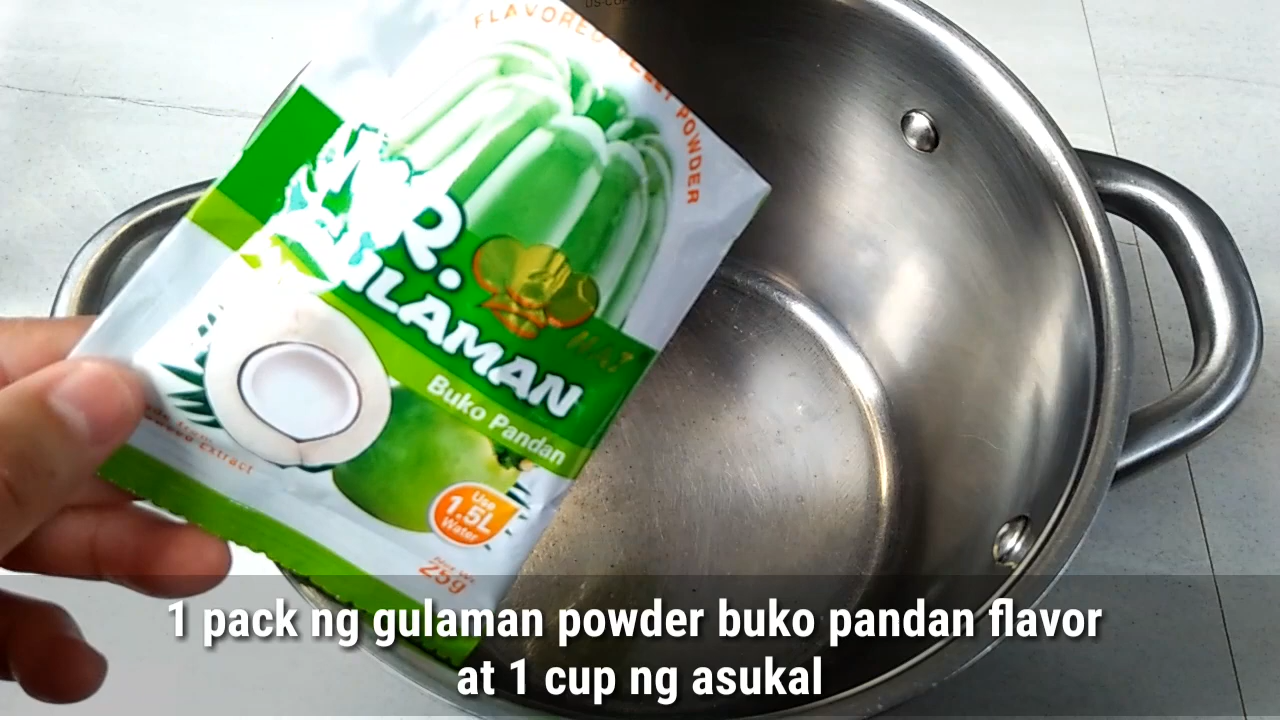 FLAVORED JELLY POWDER
MR.
GULAMAN
Buko Pandan
Use
1.5L
Water
25g
1 pack ng gulaman powder buko pandan flavor
at 1 cup ng asukal